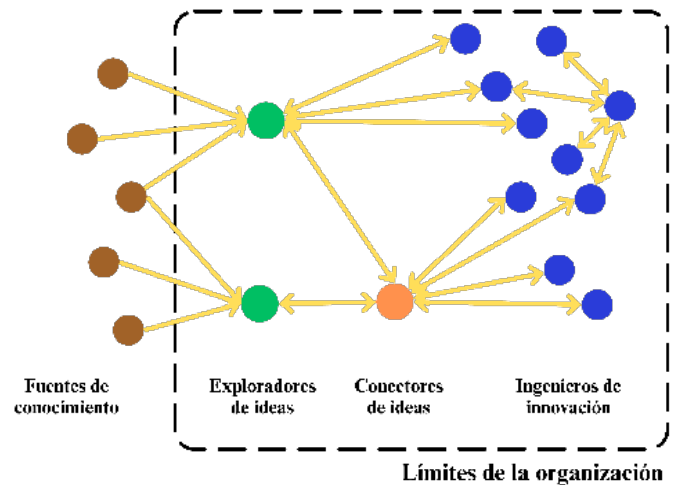 Fuentes de
conocimiento
Exploradores
de ideas
Conectores
de ideas
Ingenieros de
innovación
Límites de la organización